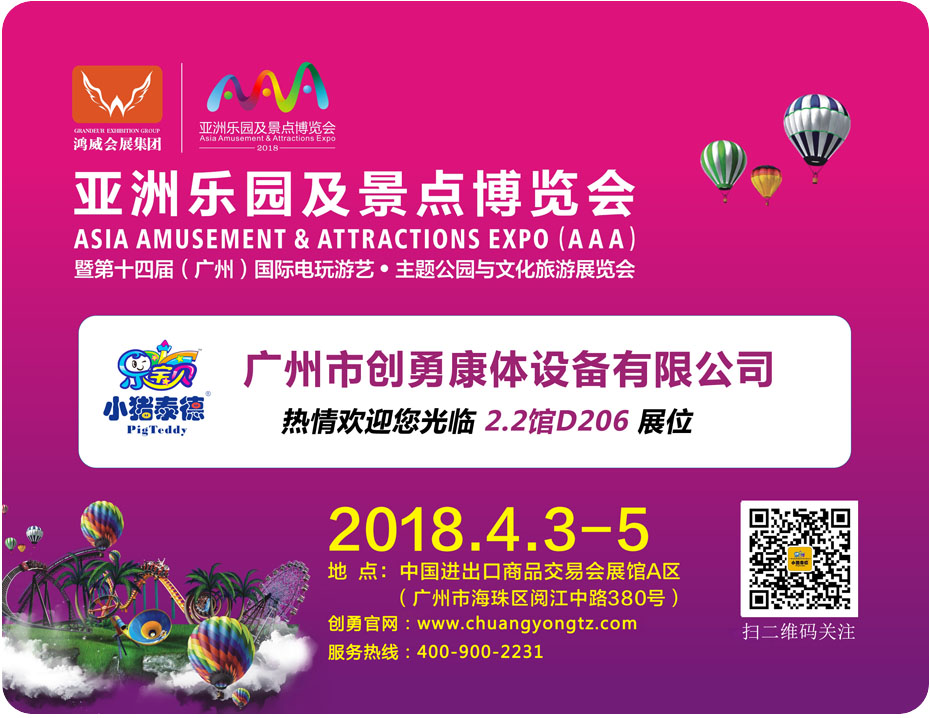 GRANDEUR EXHIBITION GROUP
鸿威会展集团
亚洲乐园及景点博览会
Asia Amusement & Attractions Expo
2018
亚洲乐园及景点博览会
ASIA AMUSEMENT & ATTRACTIONS EXPO (AAA)
暨第十四届（广州）国际电玩游艺•主题公园与文化旅游展览会
乐宝贝
小猪泰德®
PigTeddy
广州市创勇康体设备有限公司
热情欢迎您光临 2.2馆D206 展位
2018.4.3-5
地 点：中国进出口商品交易会展馆A区
（广州市海珠区阅江中路380号）
创勇官网：www.chuangyongtz.com
服务热线：400-900-2231
扫二维码关注